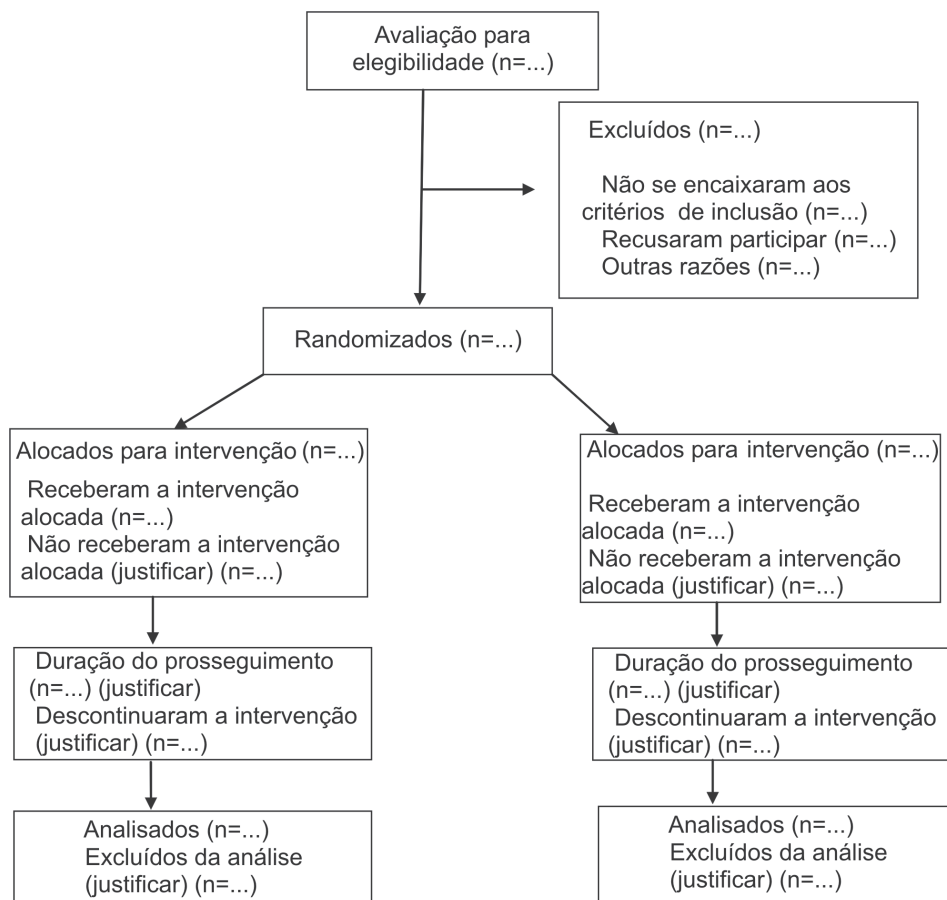 Avaliação para
elegibilidade (n=...)
Excluídos (n=...)
Não se encaixaram aos
critérios de inclusão (n=...)
Recusaram participar (n=...)
Outras razões (n=...)
Randomizados (n=...)
Alocados para intervenção (n=...)
Receberam a intervenção
alocada (n=...)
Não receberam a intervenção
alocada (justificar) (n=...)
Alocados para intervenção (n=...)
Receberam a intervenção
alocada (n=...)
Não receberam a intervenção
alocada (justificar) (n=...)
Duração do prosseguimento
(n=...) (justificar)
Descontinuaram a intervenção
(justificar) (n=...)
Duração do prosseguimento
(n=...) (justificar)
Descontinuaram a intervenção
(justificar) (n=...)
Analisados (n=...)
Excluídos da análise
(justificar) (n=...)
Analisados (n=...)
Excluídos da análise
(justificar) (n=...)